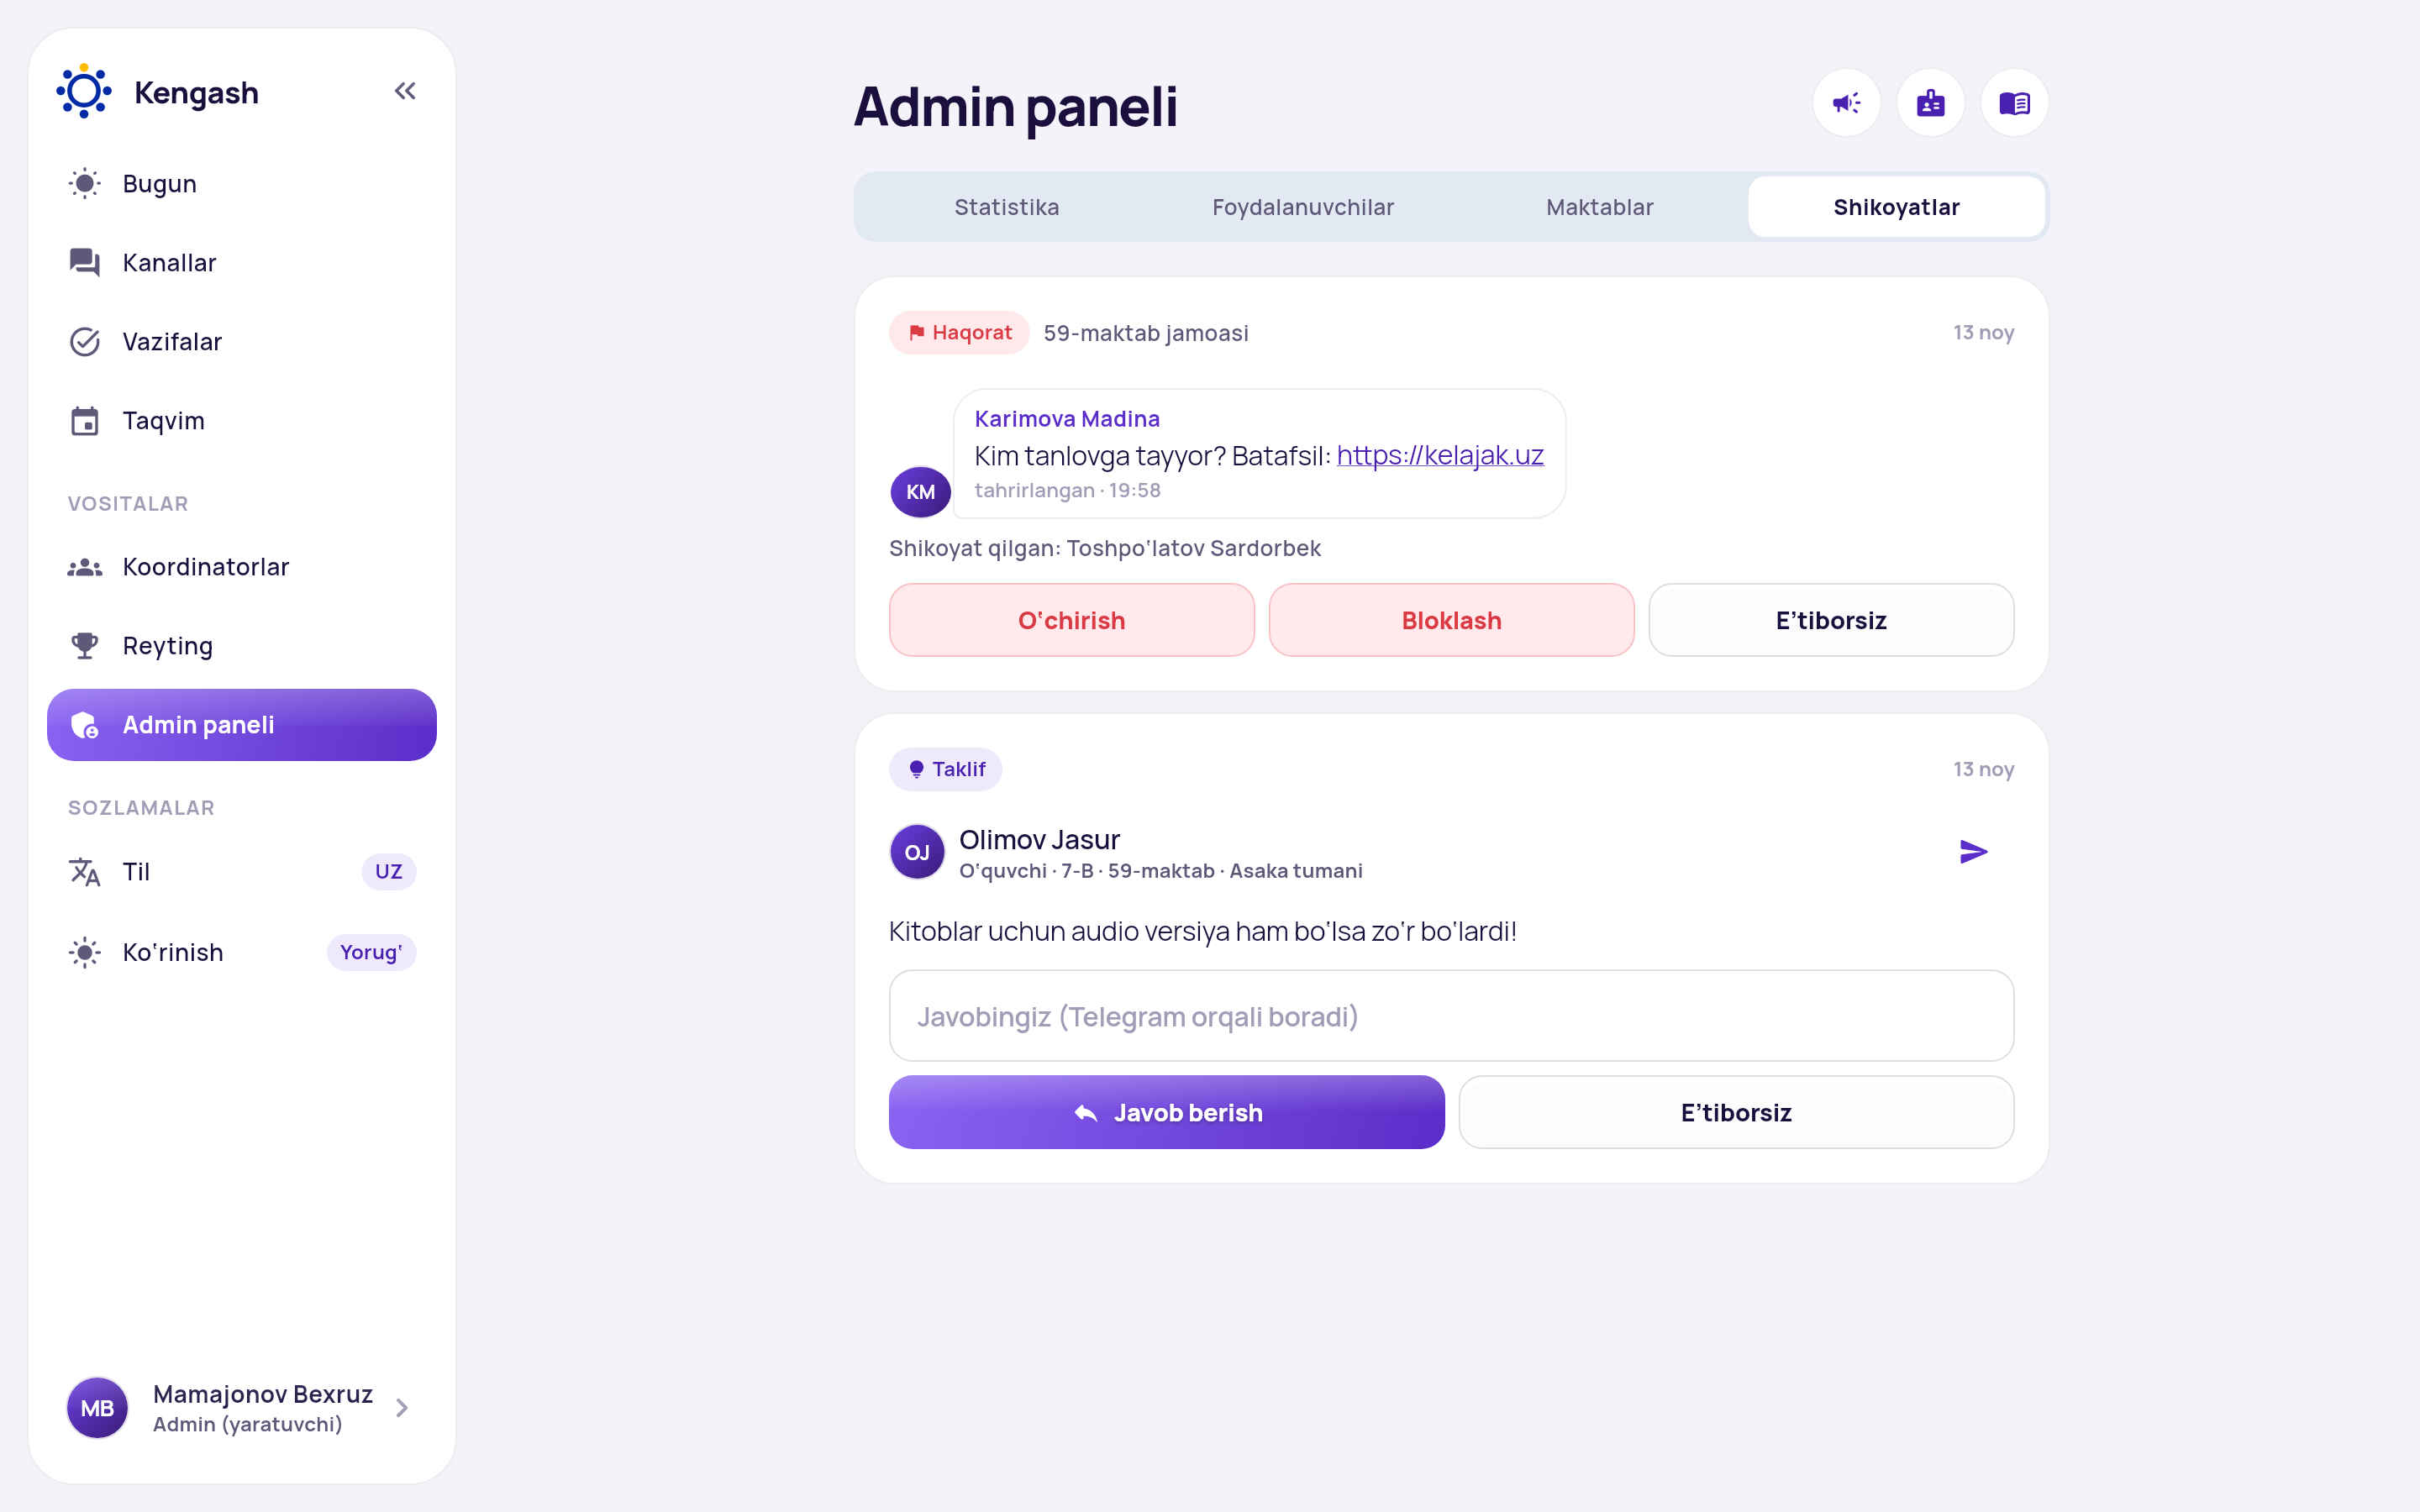 Kengash
Bugun
Kanallar
Vazifalar
Taqvim
VOSITALAR
Koordinatorlar
Reyting
Admin paneli
SOZLAMALAR
Til
UZ
Ko‘rinish
Yorug‘
MB
Mamajonov Bexruz
Admin (yaratuvchi)
Admin paneli
Statistika
Foydalanuvchilar
Maktablar
Shikoyatlar
Haqorat
59-maktab jamoasi
13 noy
Karimova Madina
Kim tanlovga tayyor? Batafsil: https://kelajak.uz
tahrirlangan · 19:58
KM
Shikoyat qilgan: Toshpo‘latov Sardorbek
O‘chirish
Bloklash
E’tiborsiz
Taklif
13 noy
OJ
Olimov Jasur
O‘quvchi · 7-B · 59-maktab · Asaka tumani
Kitoblar uchun audio versiya ham bo‘lsa zo‘r bo‘lardi!
Javobingiz (Telegram orqali boradi)
Javob berish
E’tiborsiz